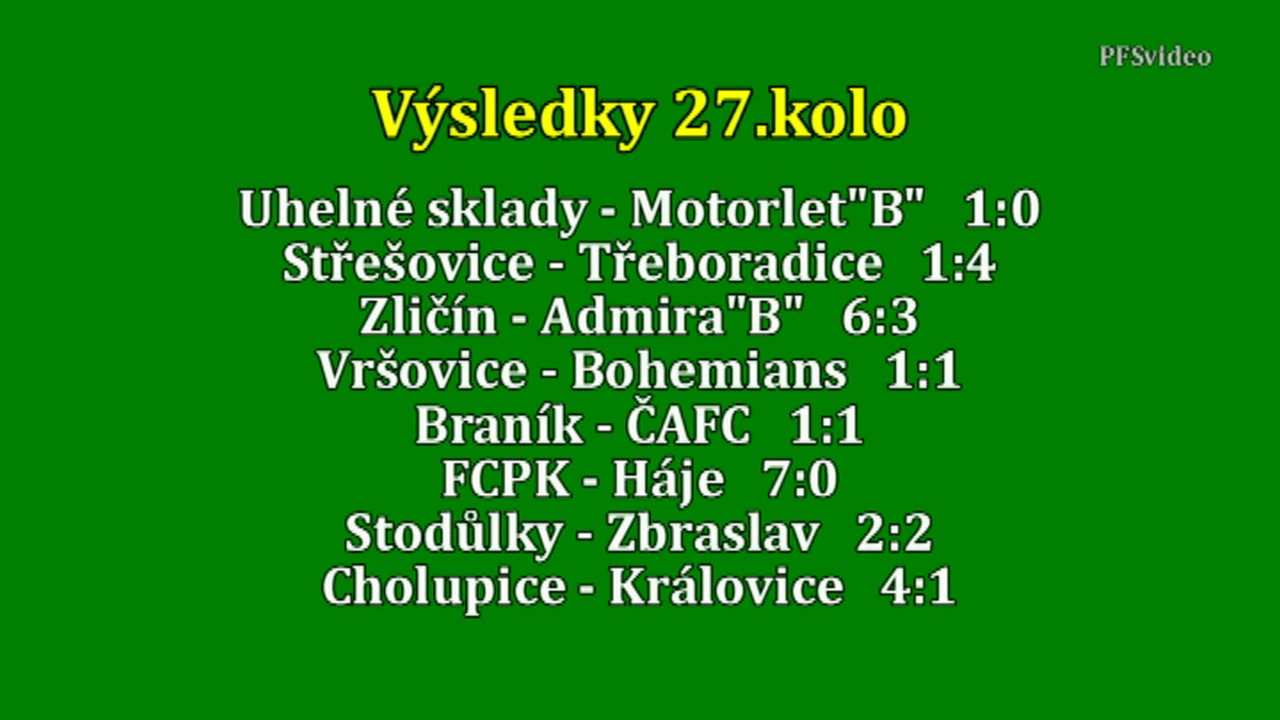 PFSvideo
Výsledky 27.kolo
Uhelné sklady - Motorlet"B" 1:0
Střešovice - Třeboradice 1:4
Zličín - Admira"B" 6:3
Vršovice - Bohemians 1:1
Braník - ČAFC 1:1
FCPK - Háje 7:0
Stodůlky - Zbraslav 2:2
Cholupice - Královice 4:1